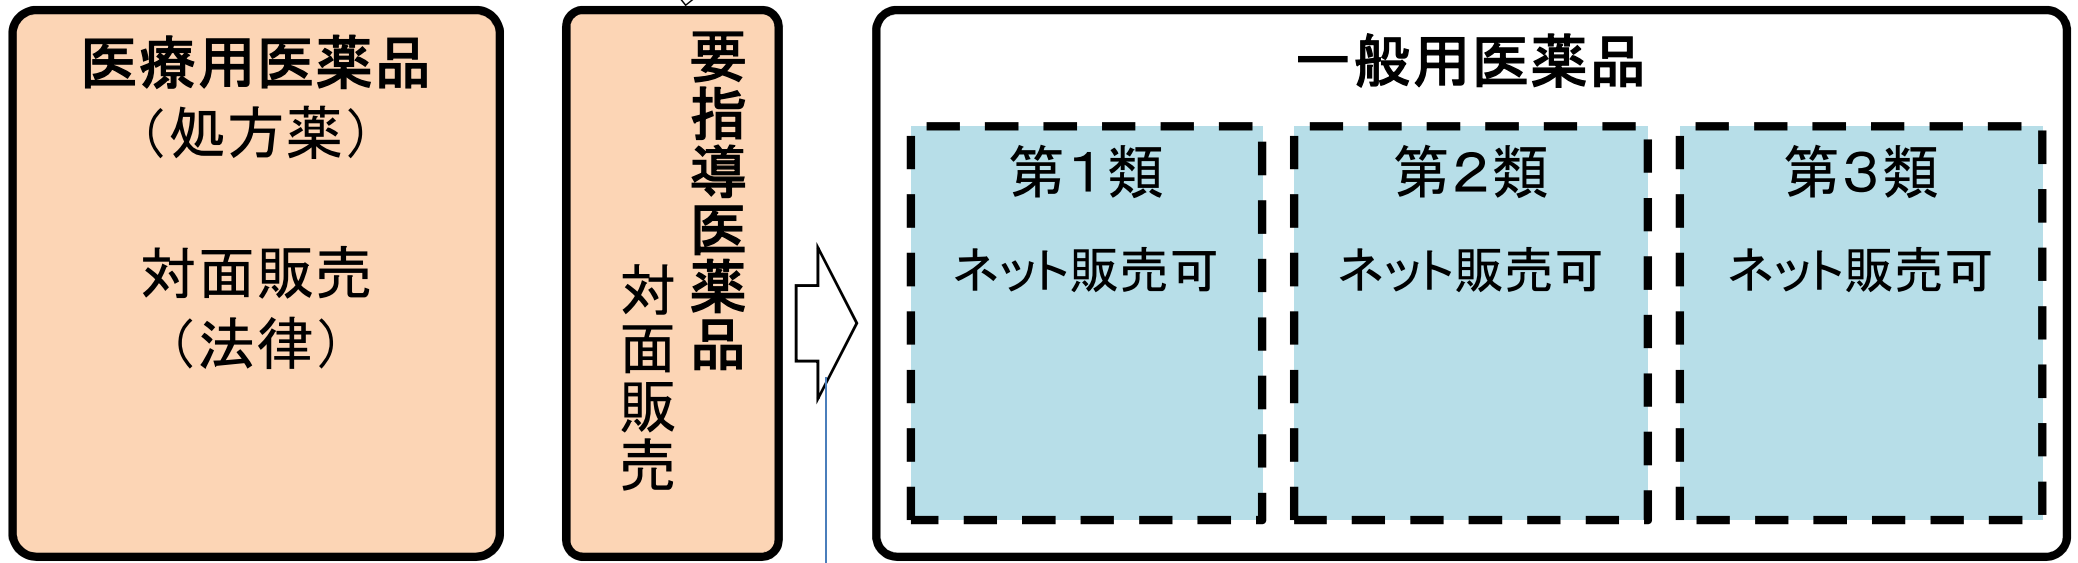 医療用医薬品
（処方薬）
対面販売
（法律）
要指導医薬品
対面販売
一般用医薬品
第１類
ネット販売可
第２類
ネット販売可
第３類
ネット販売可